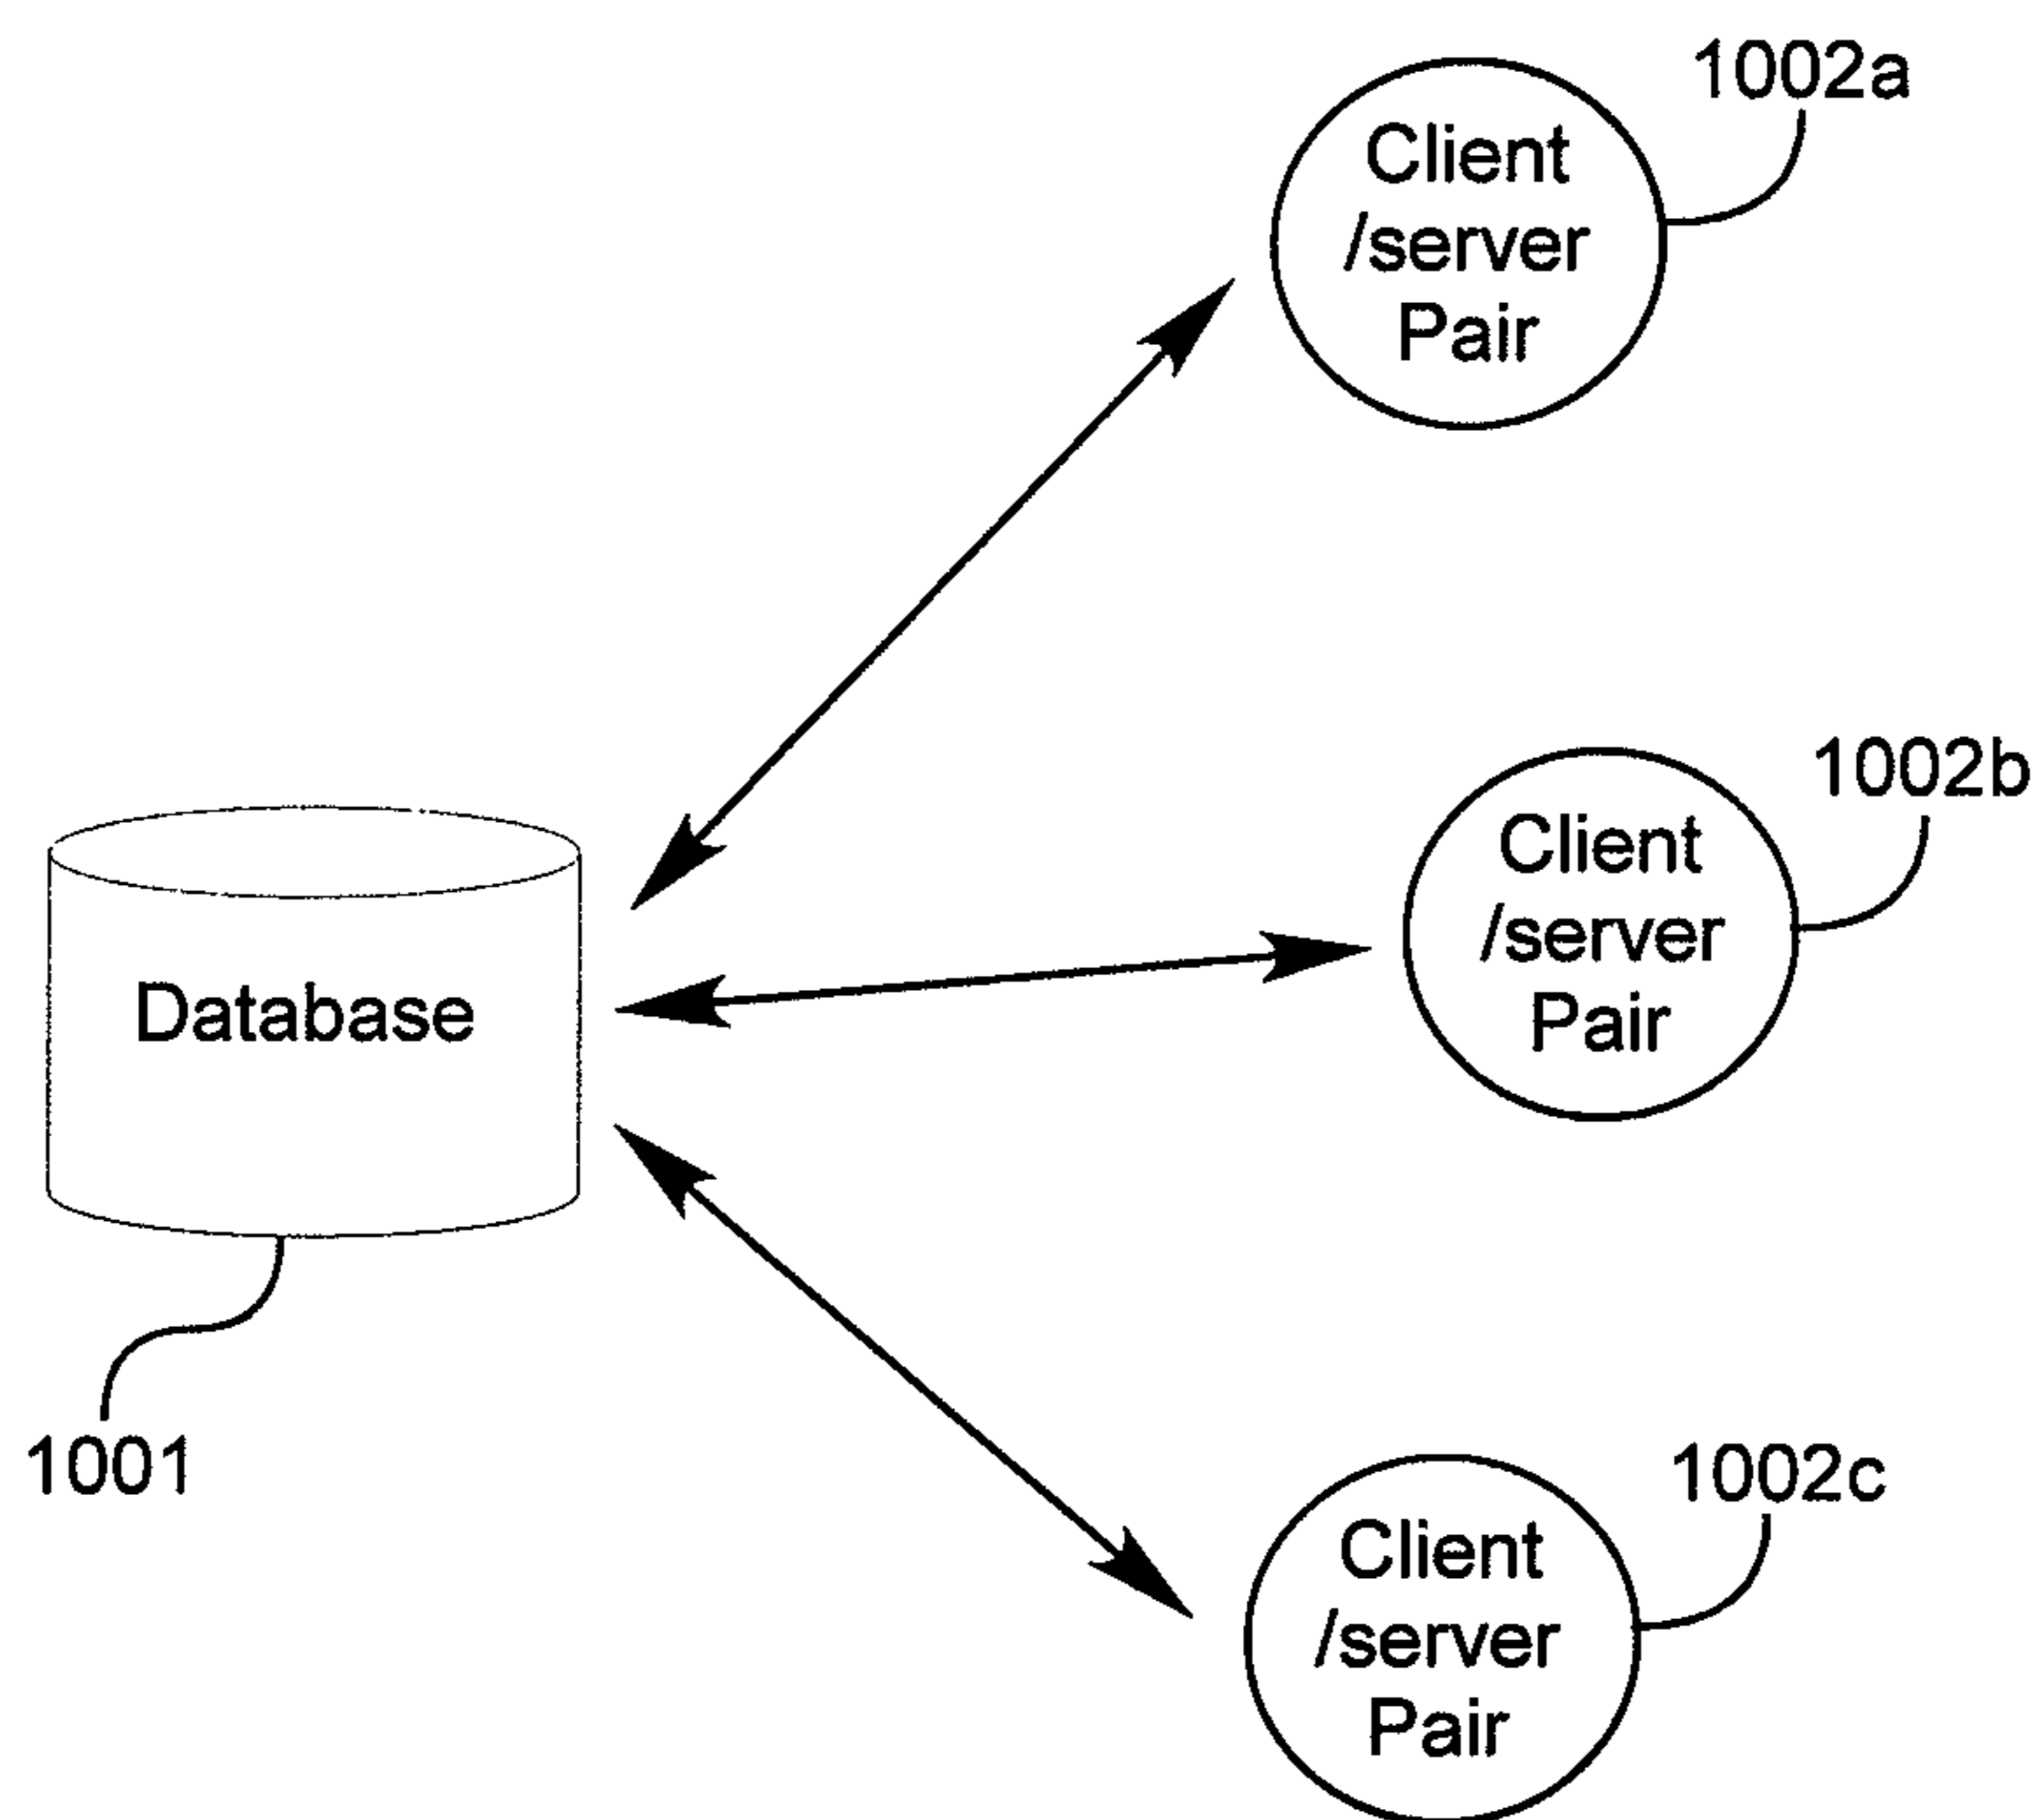 1002a
Client
/server
Pair
1002b
Client
/server
Pair
Database
1001
1002c
Client
/server
Pair